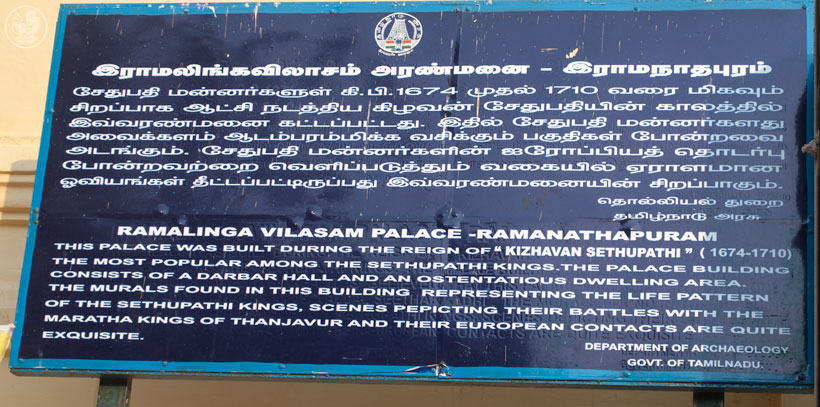 இராமலிங்கவிலாசம் அரண்மனை – இராமநாதபுரம்
சேதுபதி மன்னர்களுள் கி.பி.1674 முதல் 1710 வரை மிகவும்
சிறப்பாக ஆட்சி நடத்திய கிழவன் சேதுபதியின் காலத்தில்
இவ்வரண்மனை கட்டப்பட்டது. இதில் சேதுபதி மன்னர்களது
அவைக்களம் ஆடம்பரம்மிக்க வசிக்கும் பகுதிகள் போன்றவை
அடங்கும். சேதுபதி மன்னர்களின் ஐரோப்பியத் தொடர்பு
போன்றவற்றை வெளிப்படுத்தும் வகையில் ஏராளமான
ஓவியங்கள் தீட்டப்பட்டிருப்பது இவ்வரண்மனையின் சிறப்பாகும்.
தொல்லியல் துறை
தமிழ்நாடு அரசு
RAMALINGA VILASAM PALACE -RAMANATHAPURAM
THIS PALACE WAS BUILT DURING THE REIGN OF " KIZHAVAN SETHUPATHI " ( 1674-1710)
THE MOST POPULAR AMONG THE SETHUPATHI KINGS.THE PALACE BUILDING
CONSISTS OF A DARBAR HALL AND AN OSTENTATIOUS DWELLING AREA.
THE MURALS FOUND IN THIS BUILDING REPRESENTING THE LIFE PATTERN
OF THE SETHUPATHI KINGS, SCENES PEPICTING THEIR BATTLES WITH THE
MARATHA KINGS OF THANJAVUR AND THEIR EUROPEAN CONTACTS ARE QUITE
EXQUISITE.
DEPARTMENT OF ARCHAEOLOGY
GOVT. OF TAMILNADU.